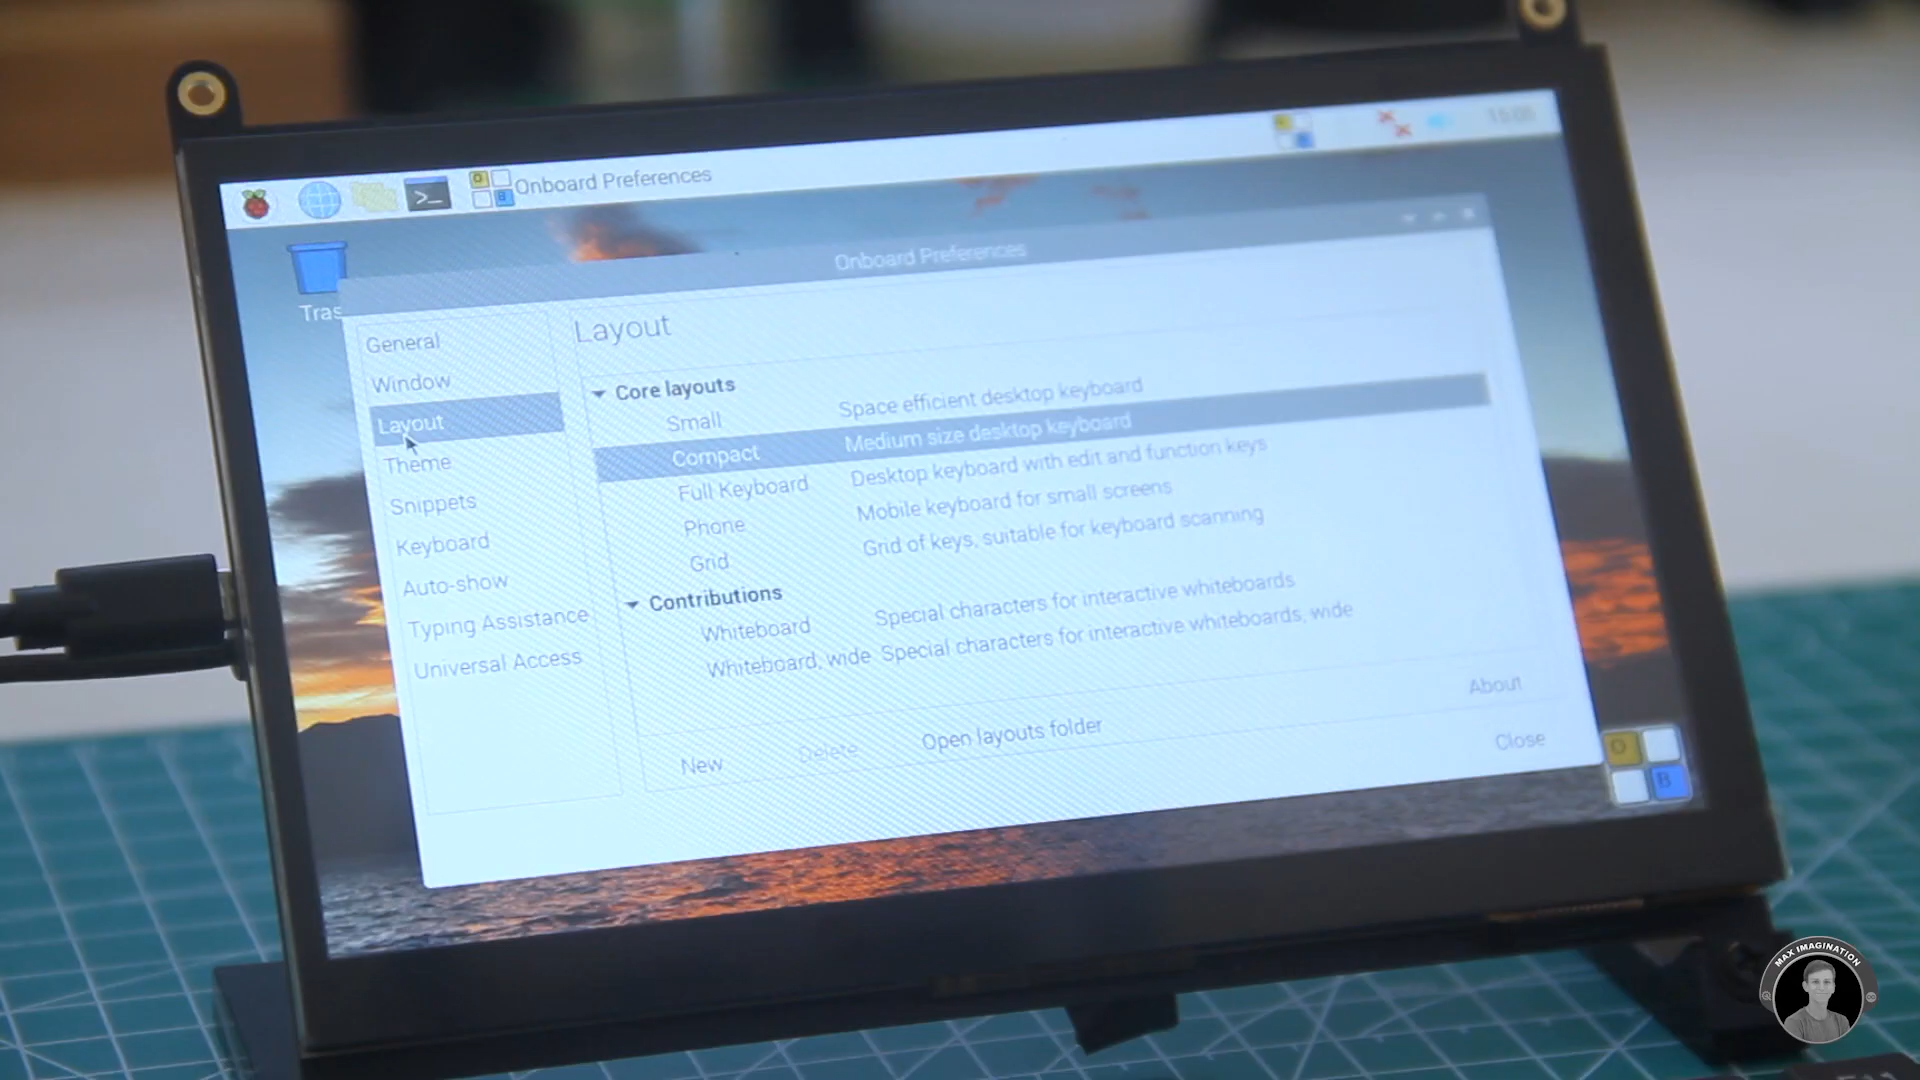 Onboard Preferences
15:05
Tras
Onboard Preferences
General
Window
Layout
Theme
Snippets
Keyboard
Auto-show
Typing Assistance
Universal Access
Layout
Core layouts
Small Space efficient desktop keyboard
Compact Medium size desktop keyboard
Full Keyboard Desktop keyboard with edit and function keys
Phone Mobile keyboard for small screens
Grid Grid of keys, suitable for keyboard scanning
Contributions
Whiteboard Special characters for interactive whiteboards
Whiteboard, wide Special characters for interactive whiteboards, wide
New Delete Open layouts folder
About
Close
O
B
MAX IMAGINATION